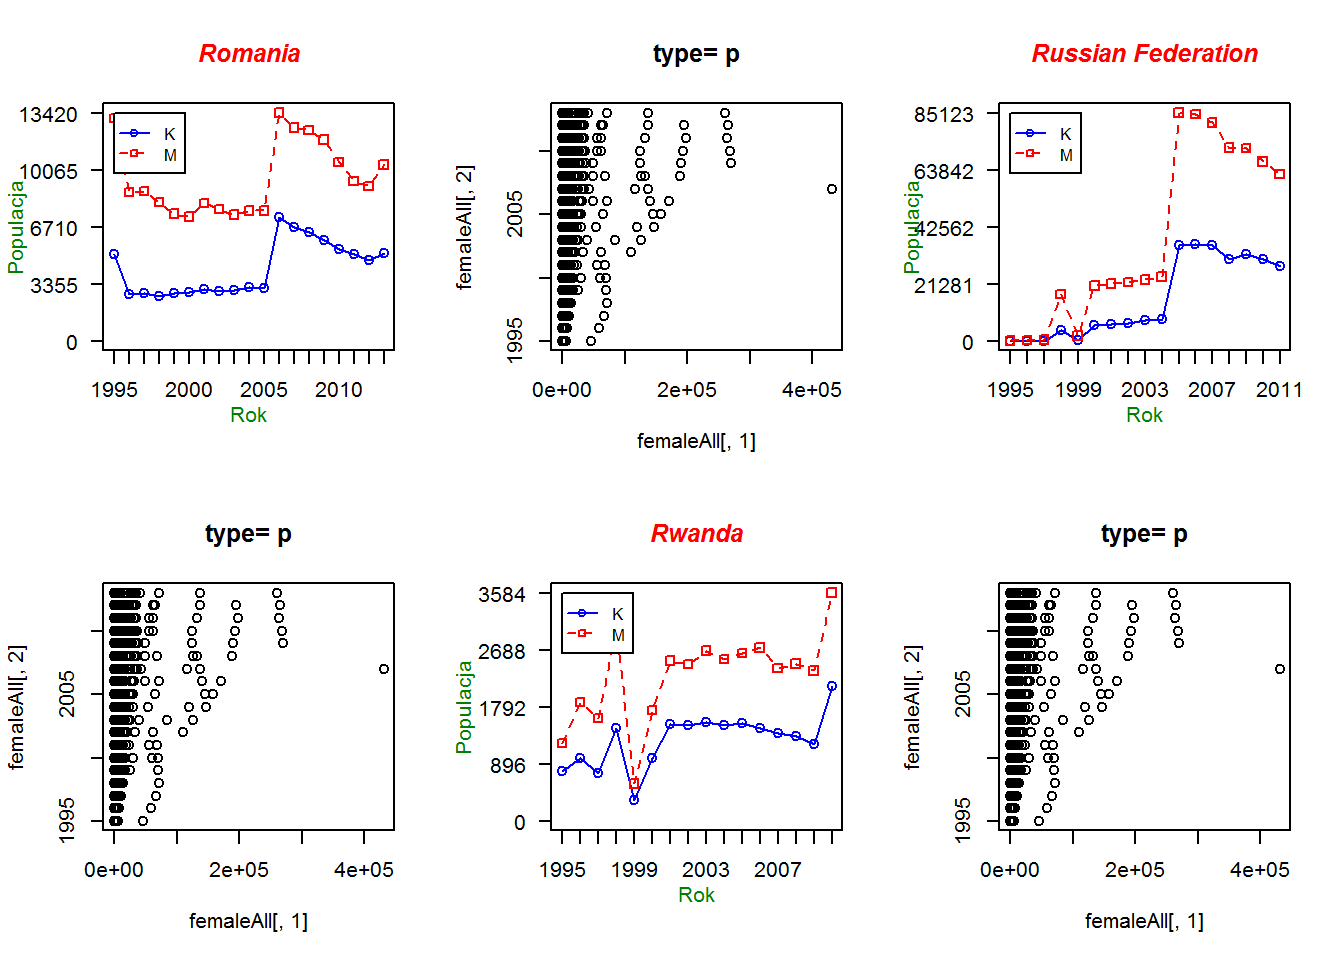 Romania
13420
10065
6710
3355
0
Populacja
K
M
1995 2000 2005 2010
Rok
type= p
femaleAll[, 2]
2005
1995
0e+00 2e+05 4e+05
femaleAll[, 1]
Russian Federation
85123
63842
42562
21281
0
Populacja
K
M
1995 1999 2003 2007 2011
Rok
type= p
femaleAll[, 2]
2005
1995
0e+00 2e+05 4e+05
femaleAll[, 1]
Rwanda
3584
2688
1792
896
0
Populacja
K
M
1995 1999 2003 2007
Rok
type= p
femaleAll[, 2]
2005
1995
0e+00 2e+05 4e+05
femaleAll[, 1]